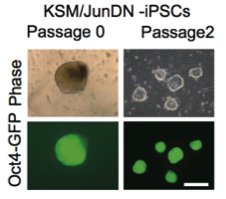 KSM/JunDN -iPSCs
Passage 0 Passage2
Phase
Oct4-GFP